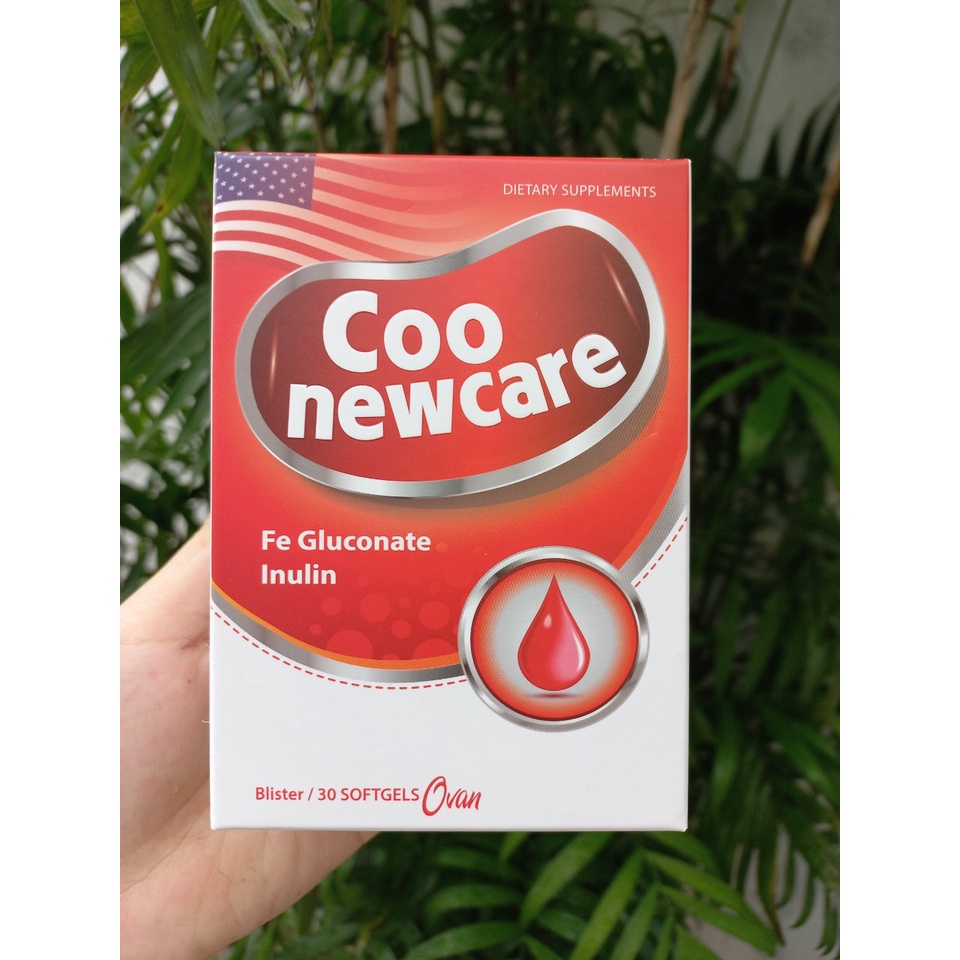 DIETARY SUPPLEMENTS
Coo
newcare
Fe Gluconate
Inulin
Blister / 30 SOFTGELS Ovan